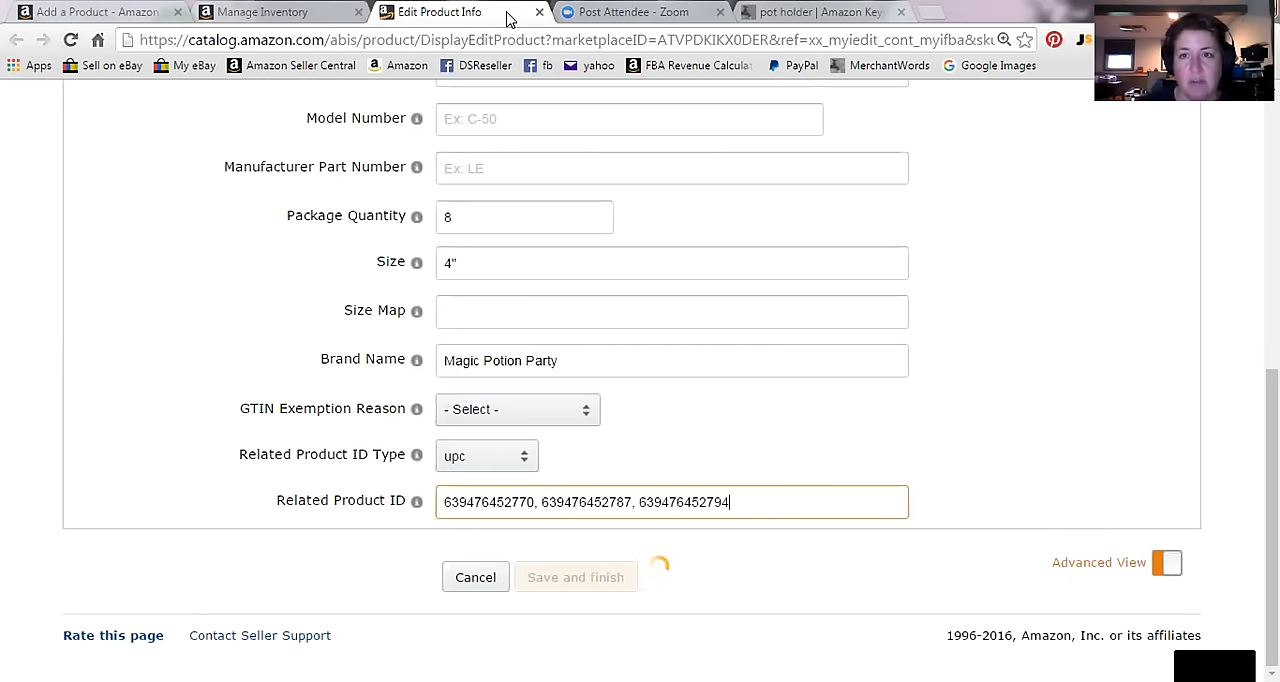 Add a Product - Amazon
Manage Inventory
Edit Product Info
Post Attendee - Zoom
pot holder | Amazon Key
https://catalog.amazon.com/abis/product/DisplayEditProduct?marketplaceID=ATVPDKIKX0DER&ref=xx_myiedit_cont_myifba&sku
Apps
Sell on eBay
My eBay
Amazon Seller Centr
Amazon
DSRhelp
fb
yahoo
FBA Revenue Calcula
PayPal
MerchantWords
Google Images
Model Number
Ex: C-50
Manufacturer Part Number
Ex: LE
Package Quantity
8
Size
4"
Size Map
Brand Name
Magic Potion Party
GTIN Exemption Reason
- Select -
Related Product ID Type
upc
Related Product ID
639476452770, 639476452787, 639476452794
Cancel
Save and finish
Advanced View
Rate this page
Contact Seller Support
1996-2016, Amazon, Inc. or its affiliates